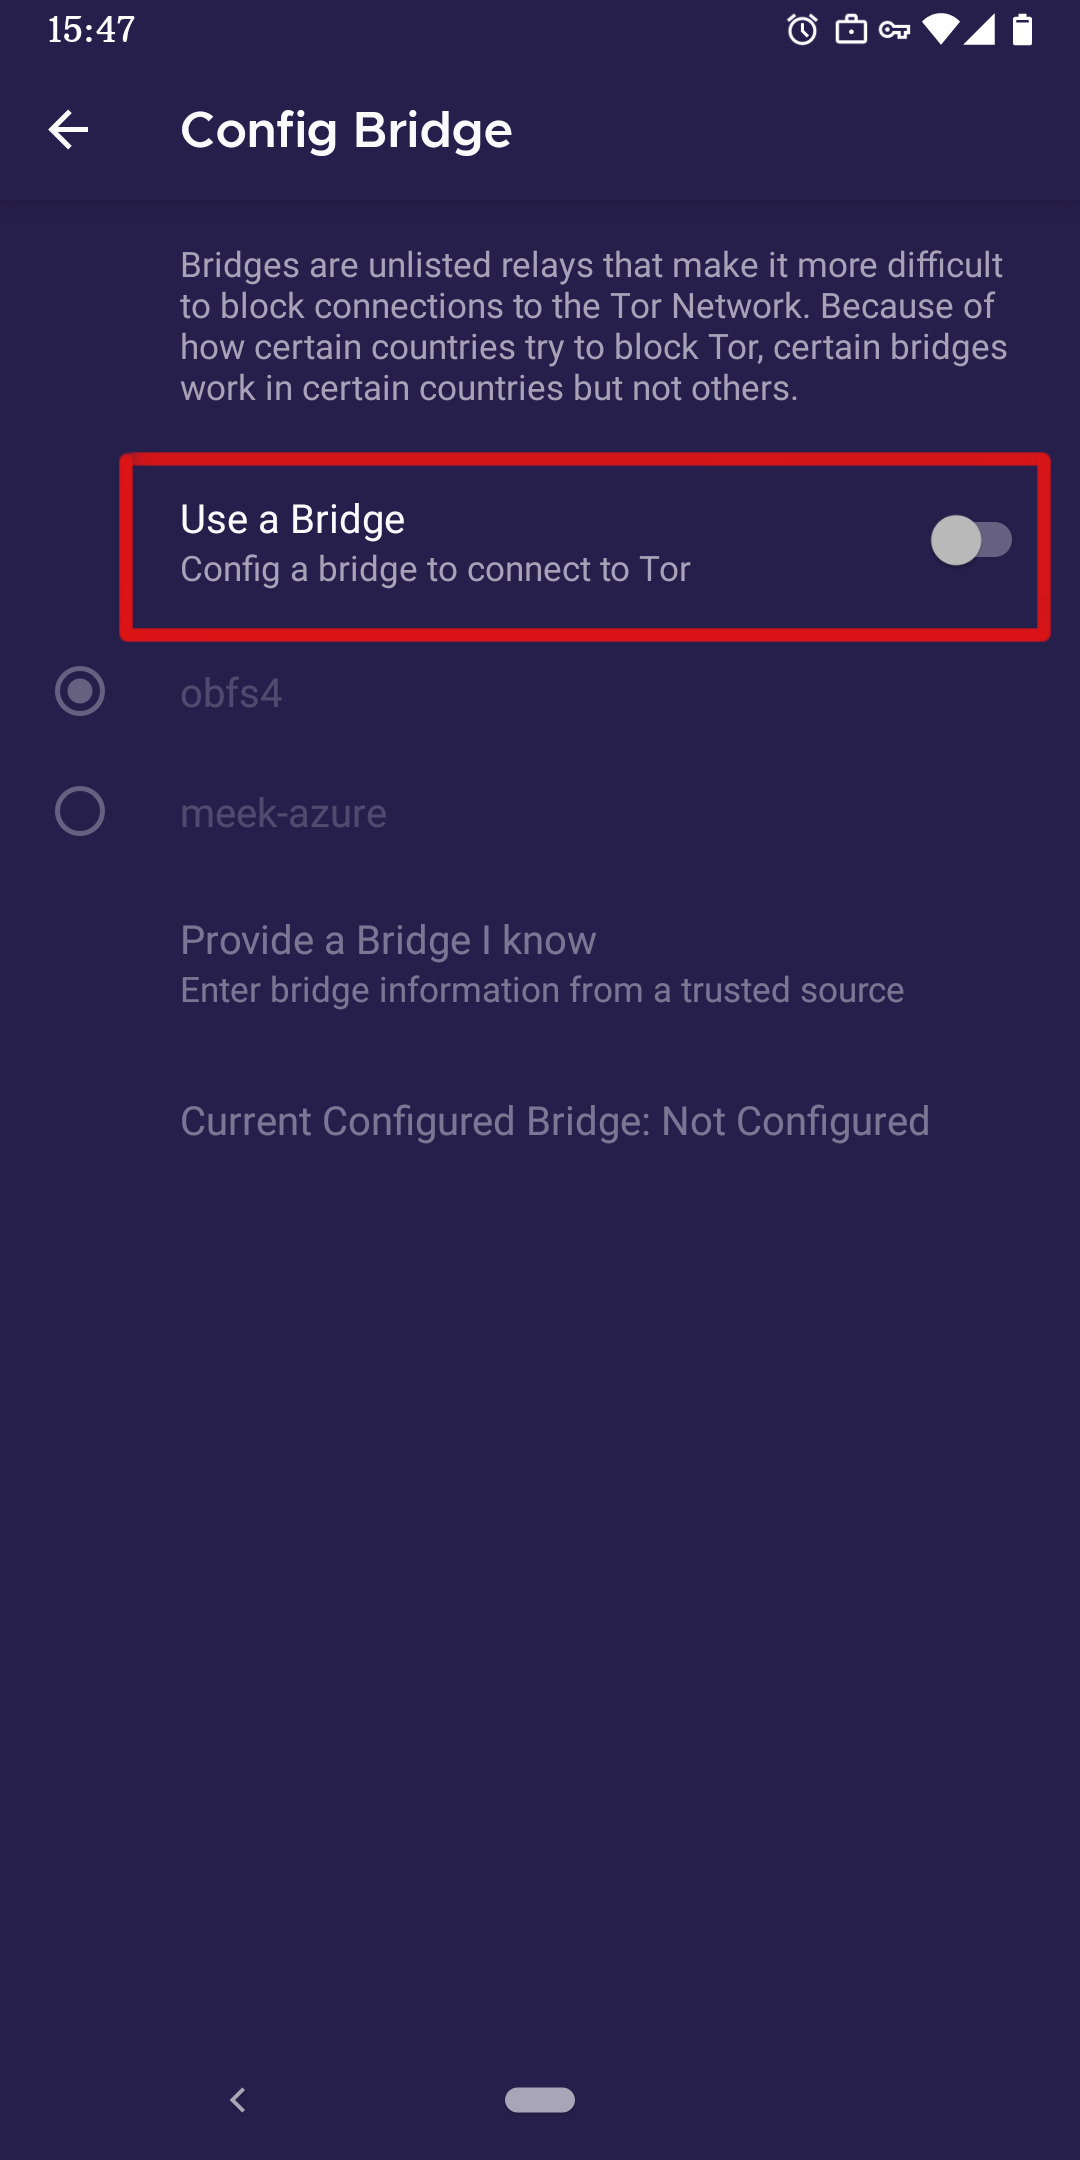 15:47
Config Bridge
Bridges are unlisted relays that make it more difficult
to block connections to the Tor Network. Because of
how certain countries try to block Tor, certain bridges
work in certain countries but not others.
Use a Bridge
Config a bridge to connect to Tor
obfs4
meek-azure
Provide a Bridge I know
Enter bridge information from a trusted source
Current Configured Bridge: Not Configured